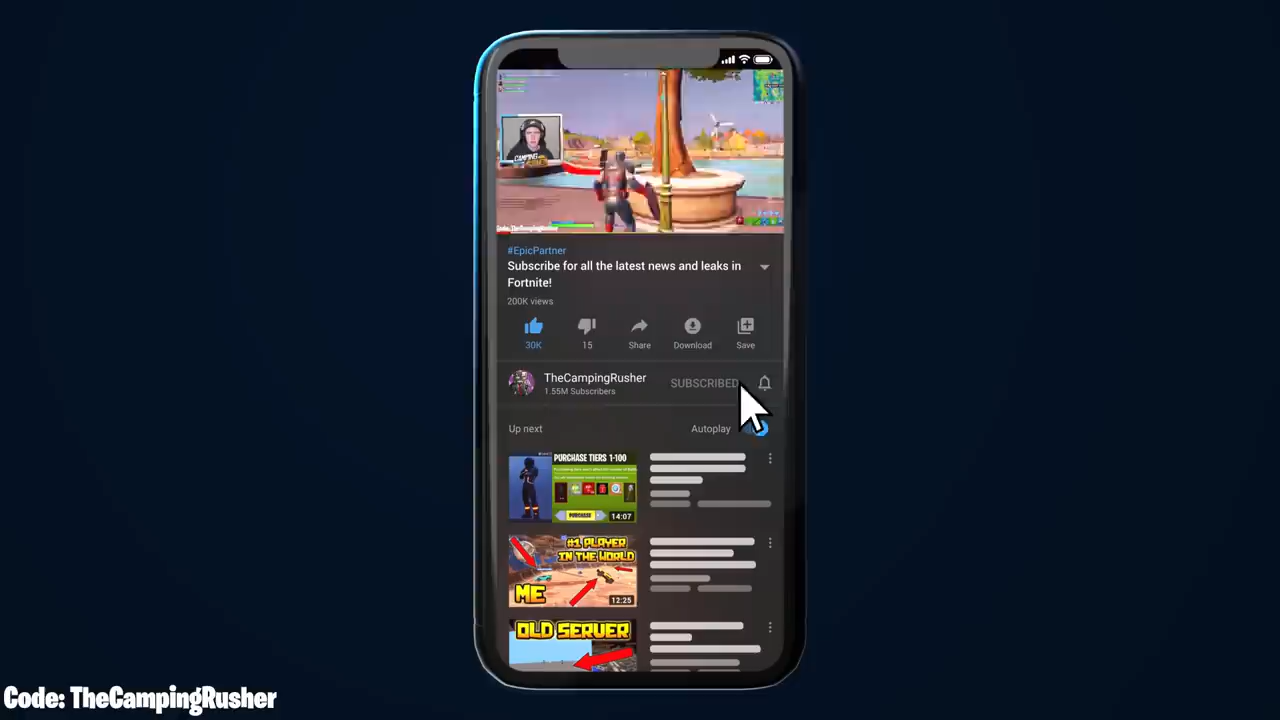 #EpicPartner
Subscribe for all the latest news and leaks in
Fortnite!
200K views
30K
15
Share
Download
Save
TheCampingRusher
SUBSCRIBED
1.55M Subscribers
Up next
Autoplay
PURCHASE TIERS 1-100
PURCHASE
14:07
#1 PLAYER
IN THE WORLD
ME
12:25
OLD SERVER
Code: TheCampingRusher